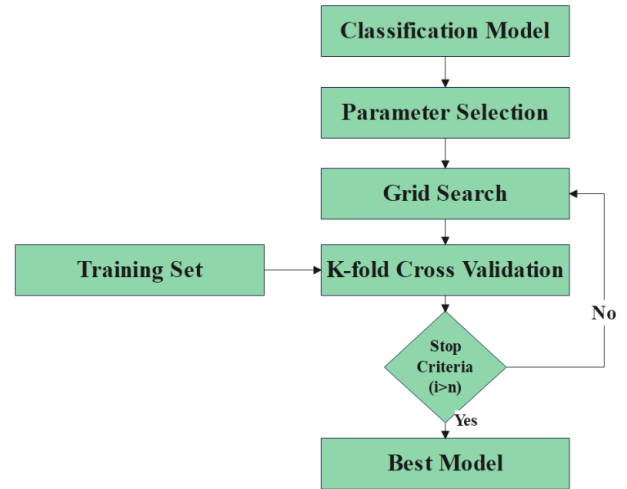 Classification Model
Parameter Selection
Grid Search
Training Set
K-fold Cross Validation
No
Stop
Criteria
(i>n)
Yes
Best Model